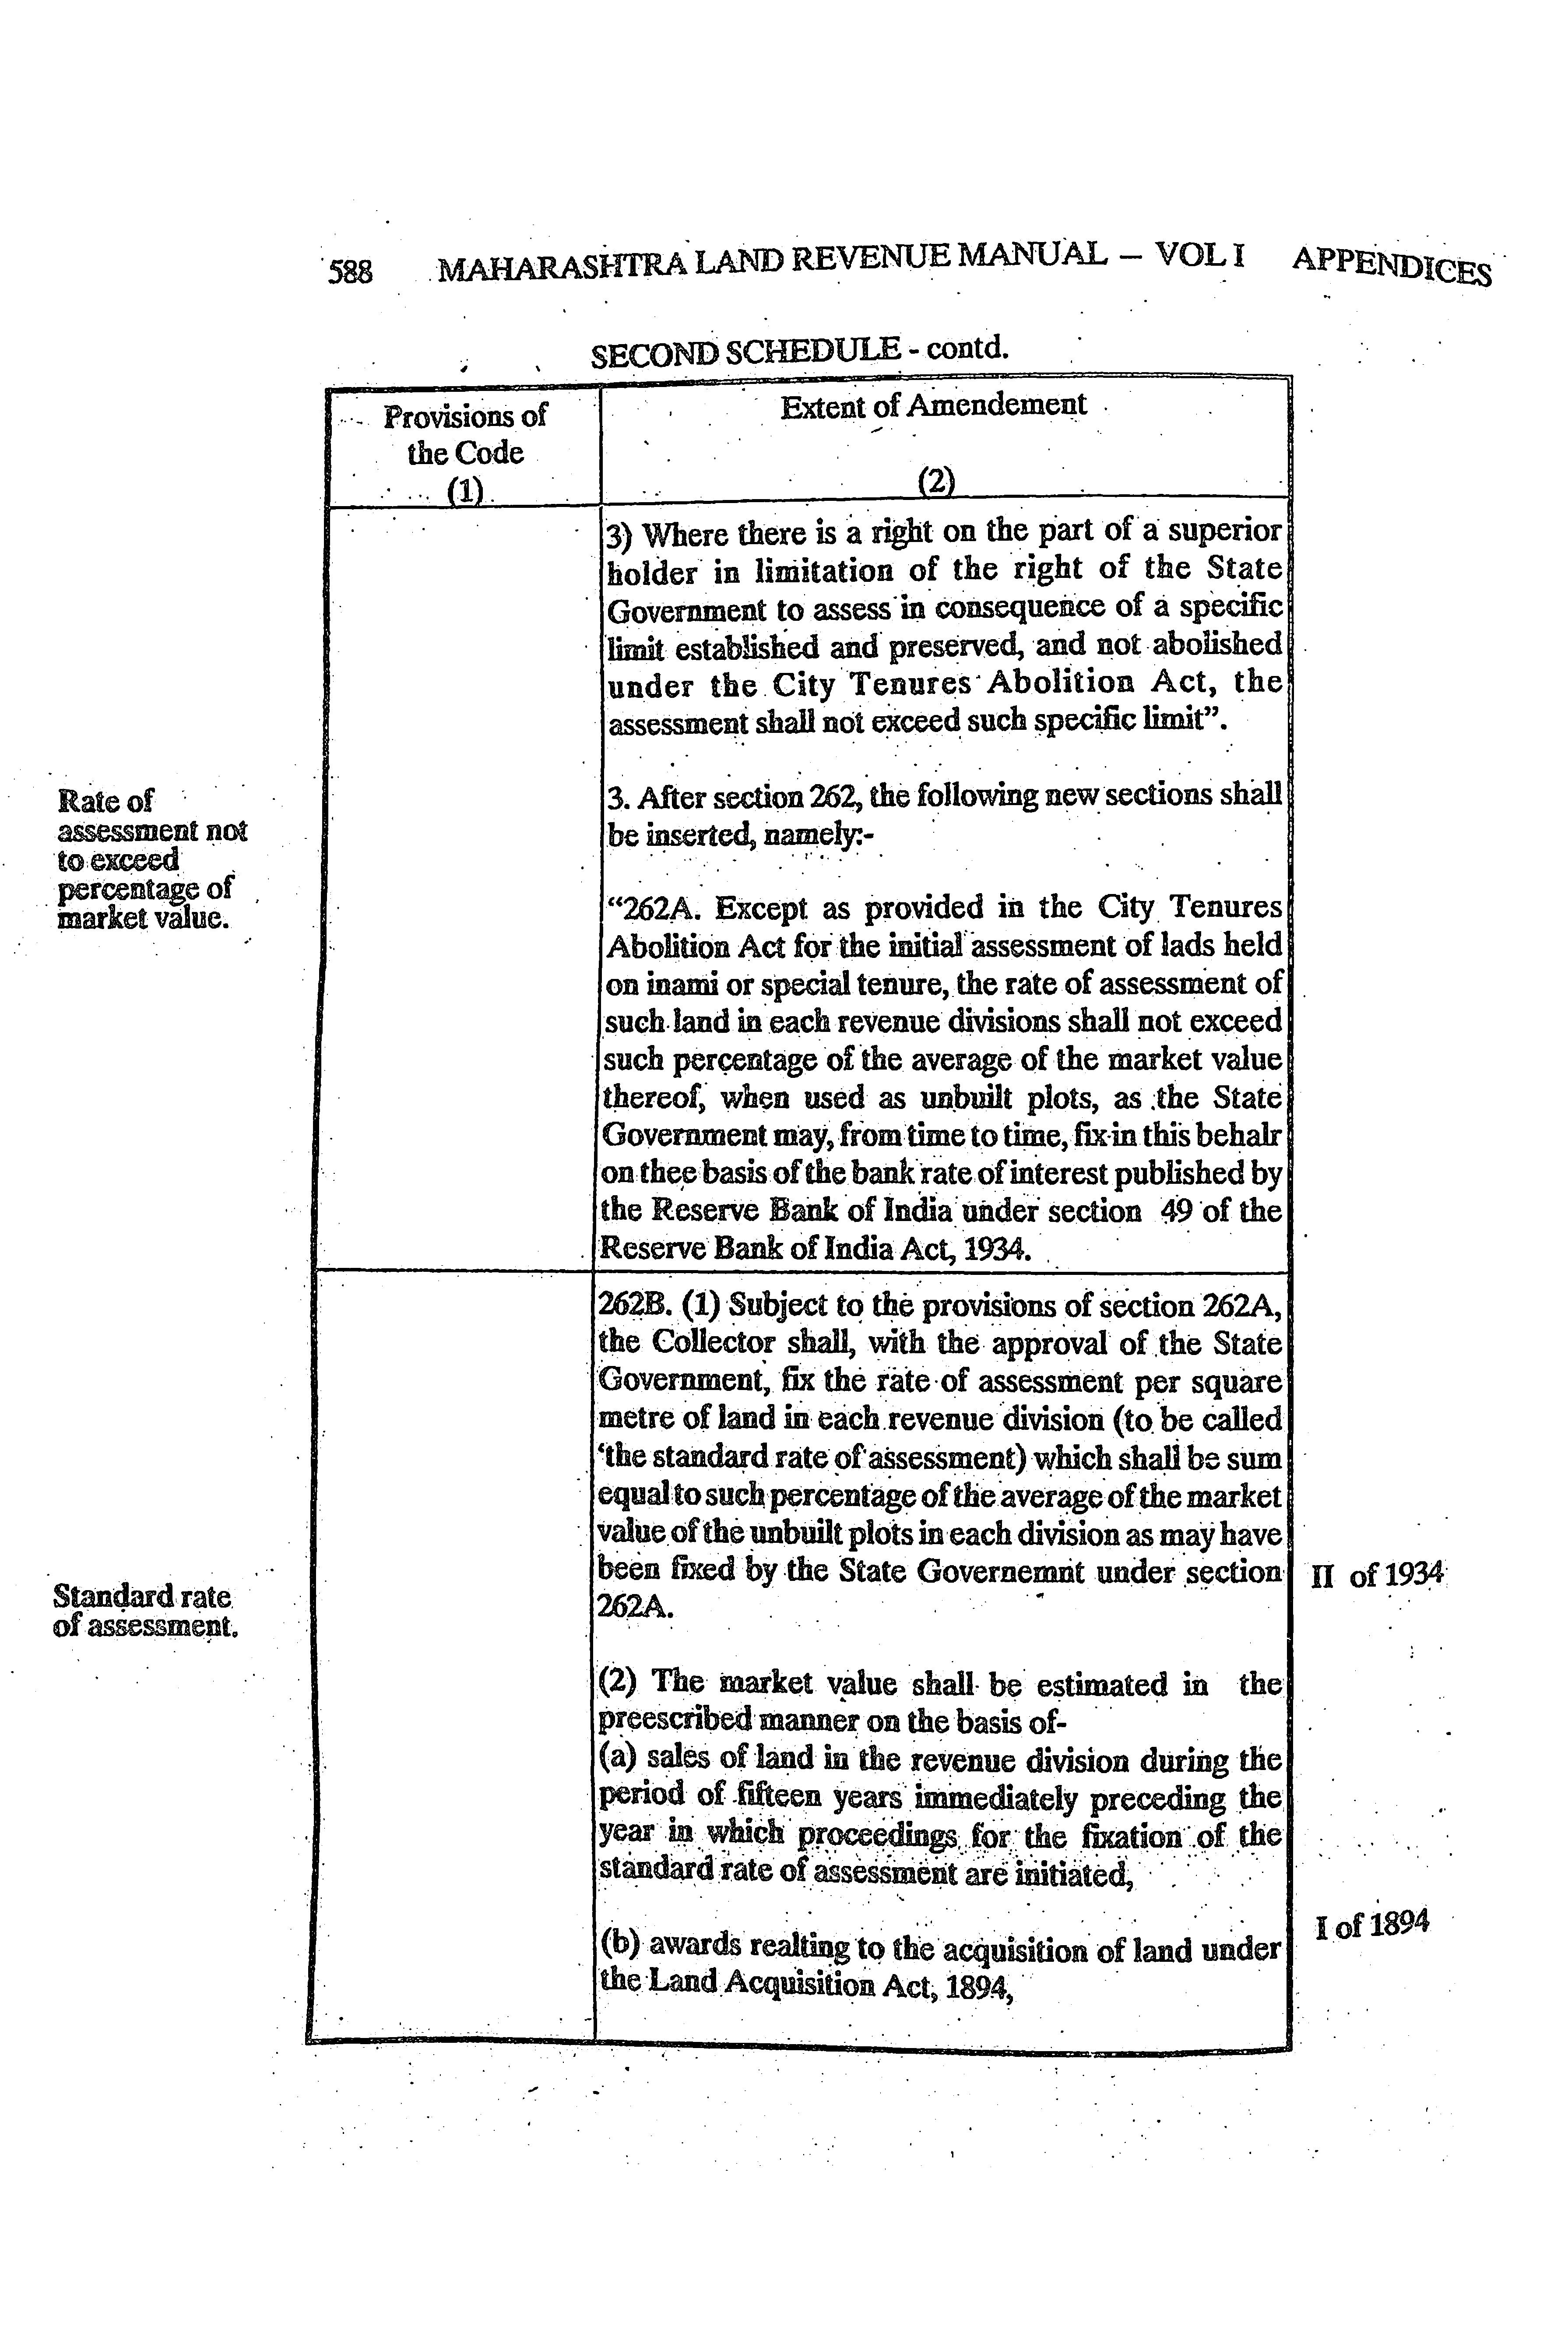 588 MAHARASHTRA LAND REVENUE MANUAL – VOL I APPENDICES
SECOND SCHEDULE - contd.
Provisions of
the Code
(1)
Extent of Amendement
(2)
3) Where there is a right on the part of a superior
holder in limitation of the right of the State
Government to assess in consequence of a specific
limit established and preserved, and not abolished
under the City Tenures Abolition Act, the
assessment shall not exceed such specific limit”.
Rate of
assessment not
to exceed
percentage of
market value.
3. After section 262, the following new sections shall
be inserted, namely:-
“262A. Except as provided in the City Tenures
Abolition Act for the initial assessment of lads held
on inami or special tenure, the rate of assessment of
such land in each revenue divisions shall not exceed
such percentage of the average of the market value
thereof, when used as unbuilt plots, as the State
Government may, from time to time, fix in this behalr
on thee basis of the bank rate of interest published by
the Reserve Bank of India under section 49 of the
Reserve Bank of India Act, 1934.
262B. (1) Subject to the provisions of section 262A,
the Collector shall, with the approval of the State
Government, fix the rate of assessment per square
metre of land in each revenue division (to be called
‘the standard rate of assessment) which shall be sum
equal to such percentage of the average of the market
value of the unbuilt plots in each division as may have
been fixed by the State Governemnt under section
262A.
II of 1934
Standard rate
of assessment.
(2) The market value shall be estimated in the
preescribed manner on the basis of-
(a) sales of land in the revenue division during the
period of fifteen years immediately preceding the
year in which proceedings for the fixation of the
standard rate of assessment are initiated,
(b) awards realting to the acquisition of land under
the Land Acquisition Act, 1894,
I of 1894